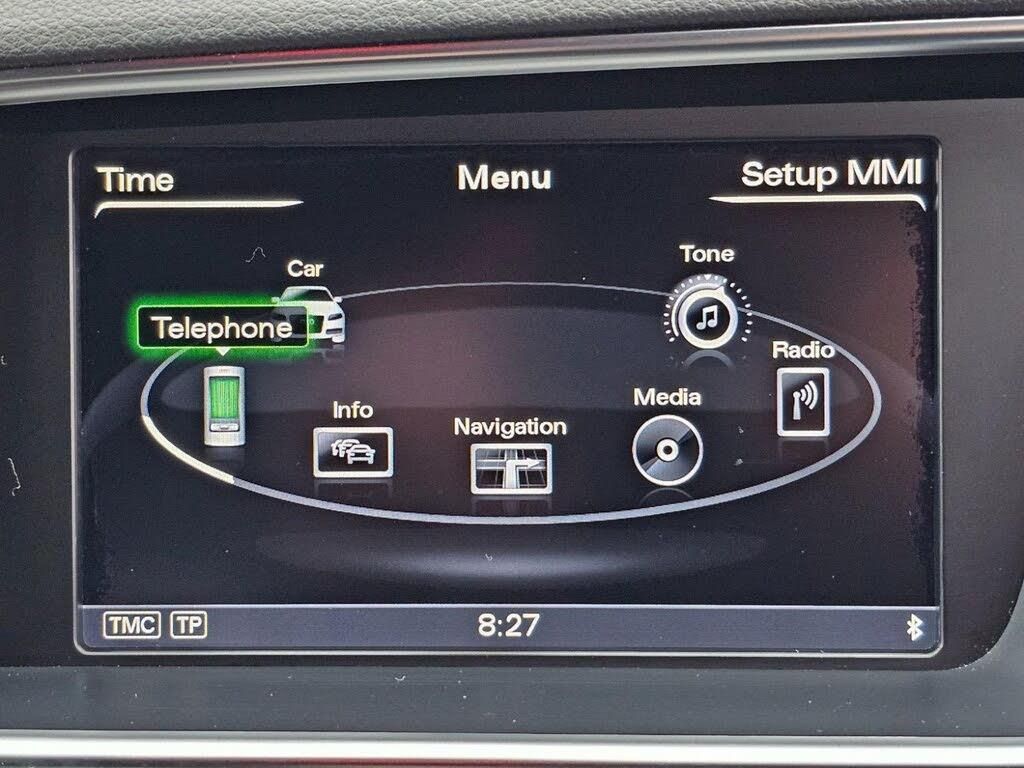 Time
Menu
Setup MMI
Car
Tone
Telephone
Radio
Info
Media
Navigation
TMC TP
8:27